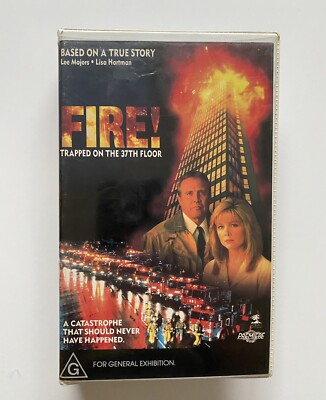 BASED ON A TRUE STORY
Lee Majors • Lisa Hartman
FIRE!
TRAPPED ON THE 37TH FLOOR
A CATASTROPHE
THAT SHOULD NEVER
HAVE HAPPENED.
G
FOR GENERAL EXHIBITION.